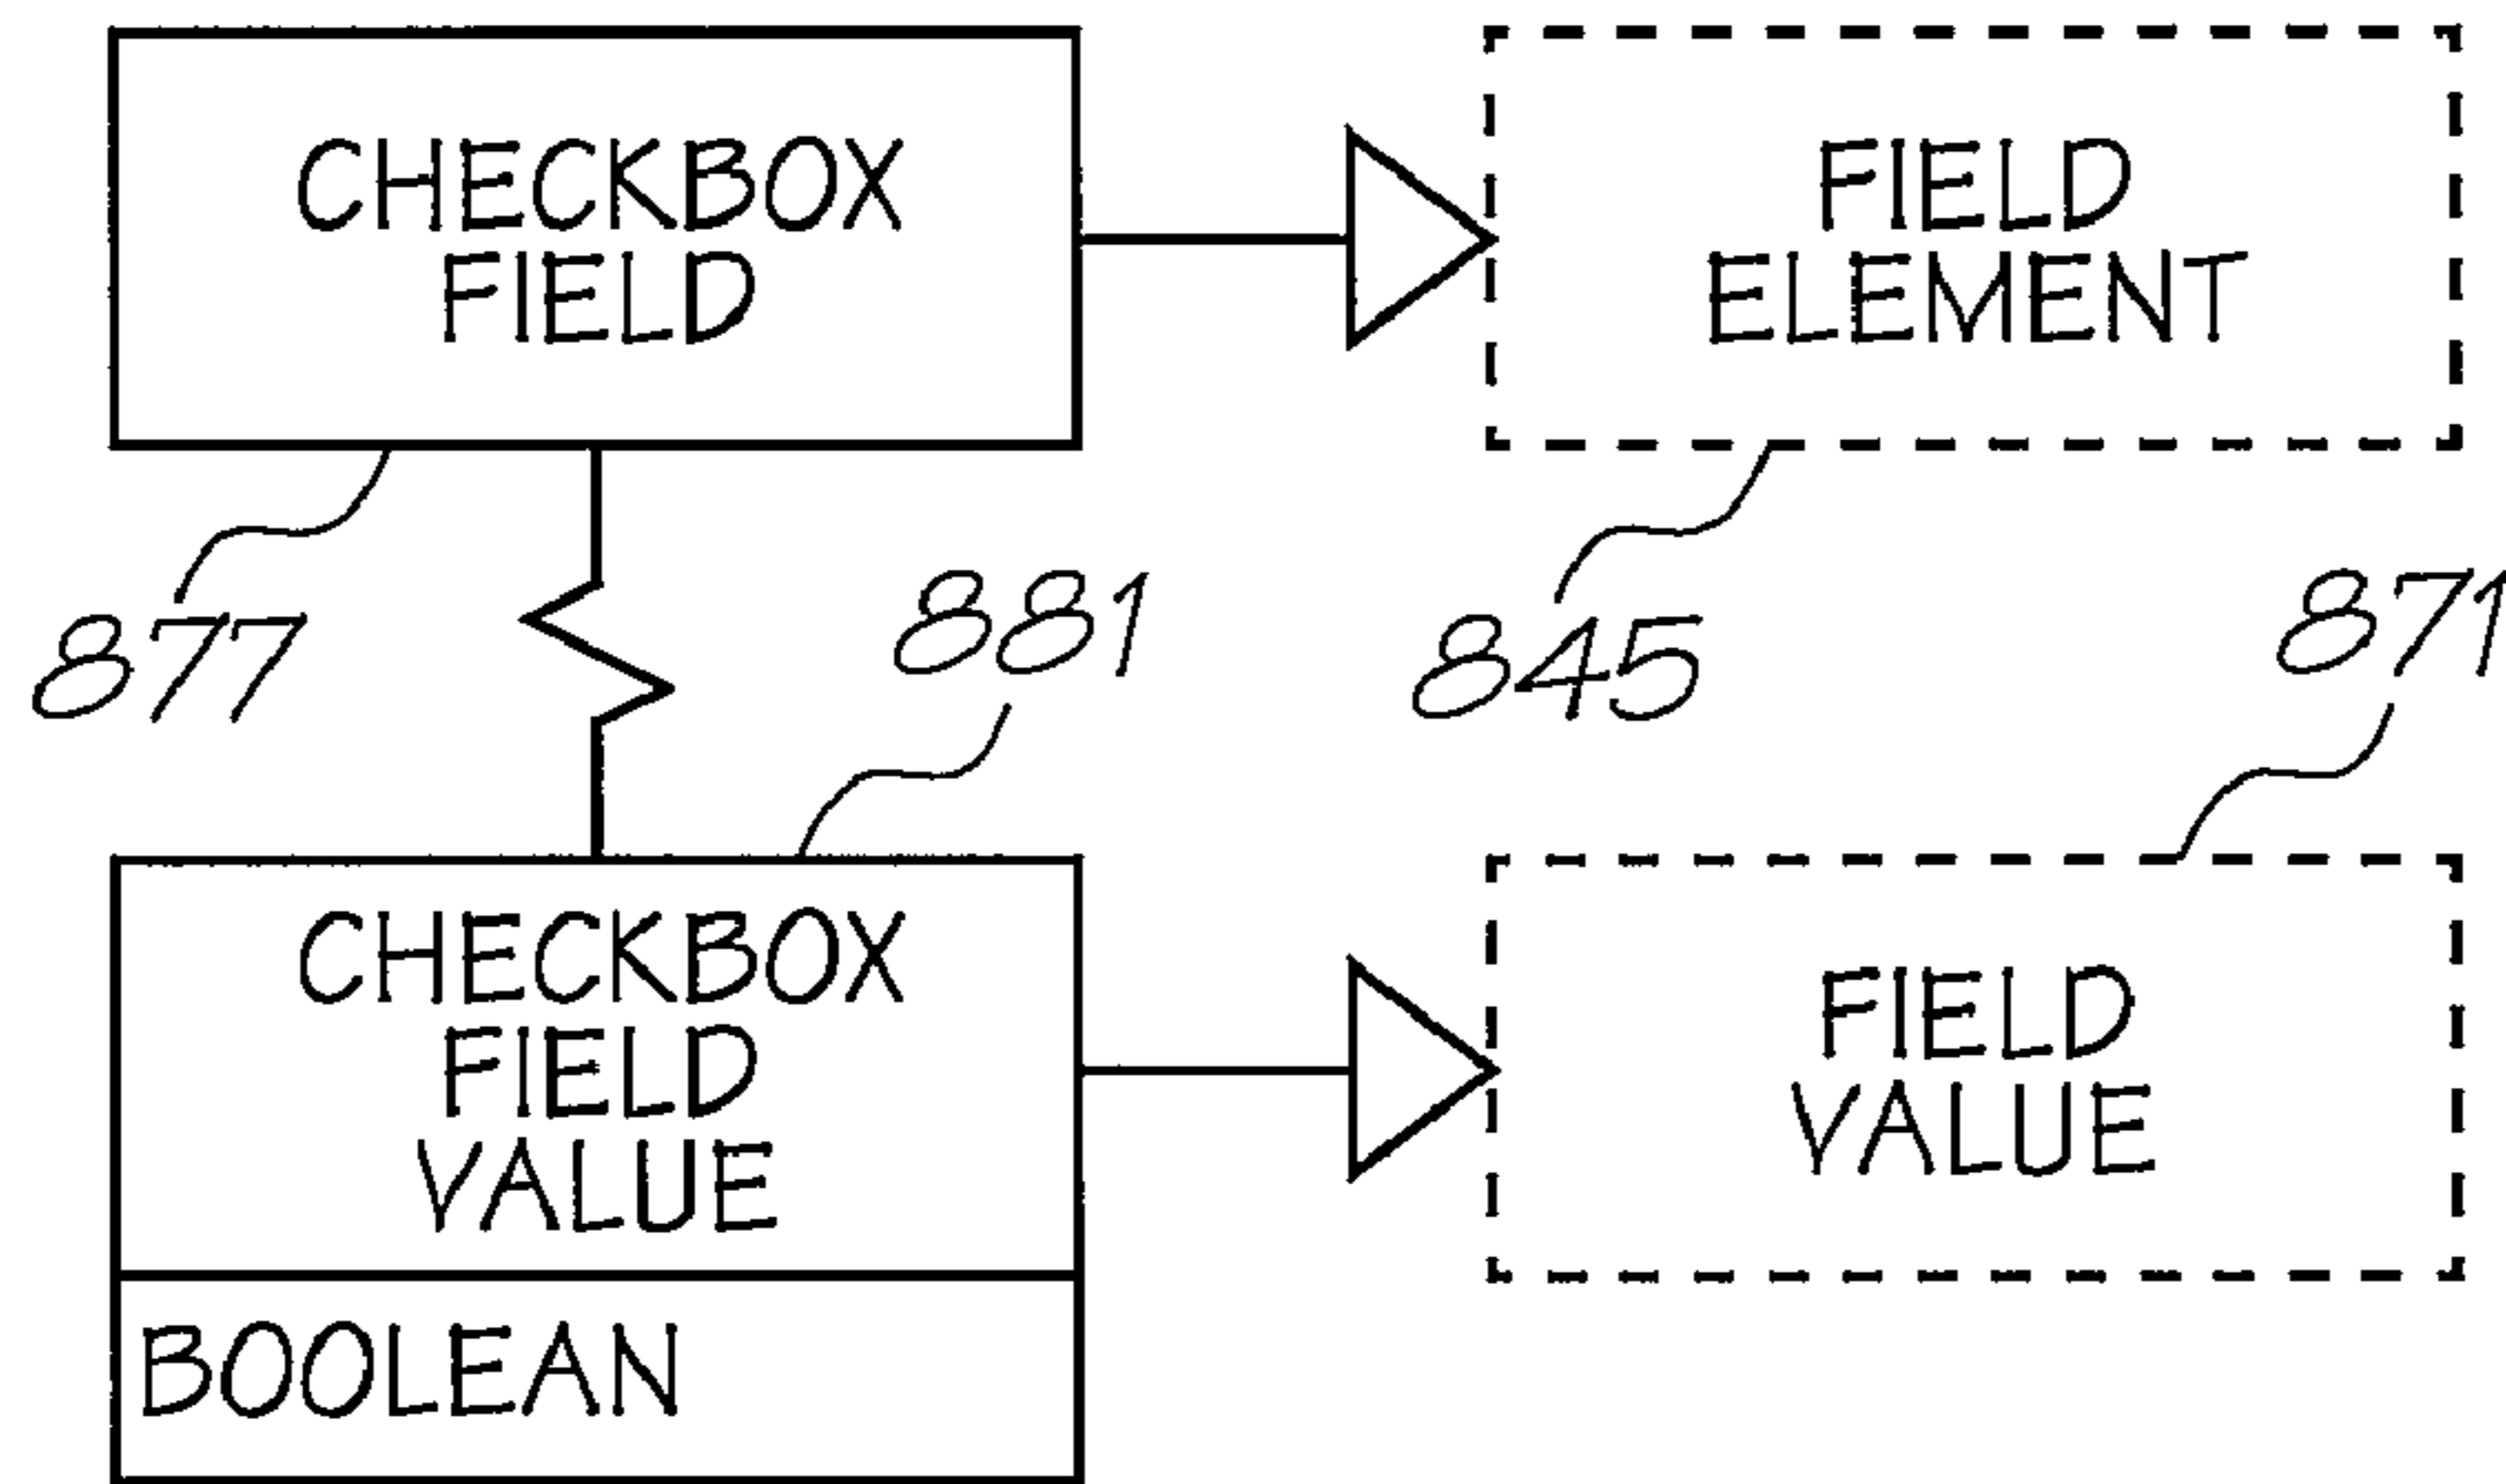 CHECKBOX
FIELD
FIELD
ELEMENT
877
881
845
871
CHECKBOX
FIELD
VALUE
FIELD
VALUE
BOOLEAN